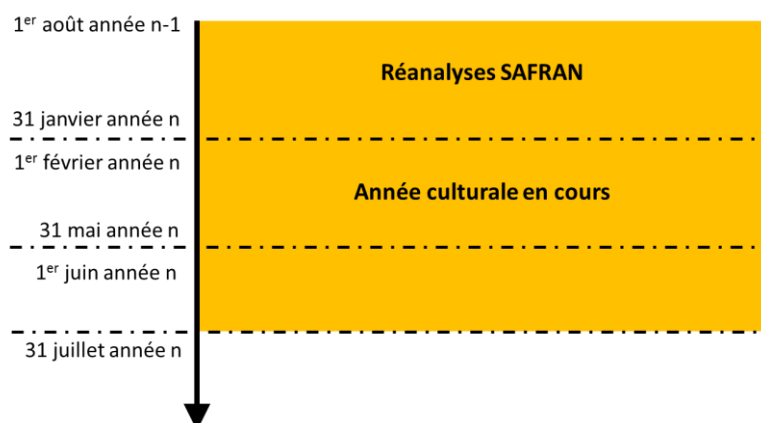 1er août année n-1
Réanalyses SAFRAN
31 janvier année n
1er février année n
Année culturale en cours
31 mai année n
1er juin année n
31 juillet année n